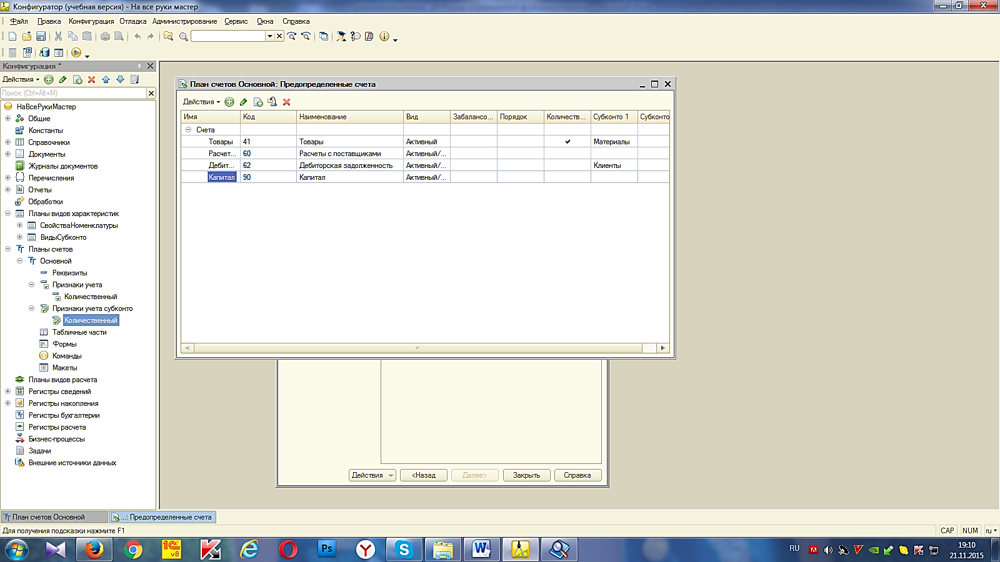 Конфигуратор (учебная версия) - На все руки мастер
Файл Правка Конфигурация Отладка Администрирование Сервис Окна Справка
Конфигурация *
Действия
Поиск (Ctrl+Alt+M)
НаВсеРукиМастер
Общие
Константы
Справочники
Документы
Журналы документов
Перечисления
Отчеты
Обработки
Планы видов характеристик
СвойстваНоменклатуры
ВидыСубконто
Планы счетов
Основной
Реквизиты
Признаки учета
Количественный
Признаки учета субконто
Количественный
Табличные части
Формы
Команды
Макеты
Планы видов расчета
Регистры сведений
Регистры накопления
Регистры бухгалтерии
Регистры расчета
Бизнес-процессы
Задачи
Внешние источники данных
План счетов Основной: Предопределенные счета
Действия
Имя Код Наименование Вид Забалансо... Порядок Количеств... Субконто 1 Субконто
Счета
Товары 41 Товары Активный Материалы
Расчет... 60 Расчеты с поставщиками Активный/...
Дебит... 62 Дебиторская задолженность Активный/... Клиенты
Капитал 90 Капитал Активный/...
Действия <Назад Далее> Закрыть Справка
План счетов Основной ...: Предопределенные счета
Для получения подсказки нажмите F1 CAP NUM ru
1С v8 Ps RU 19:10
21.11.2015